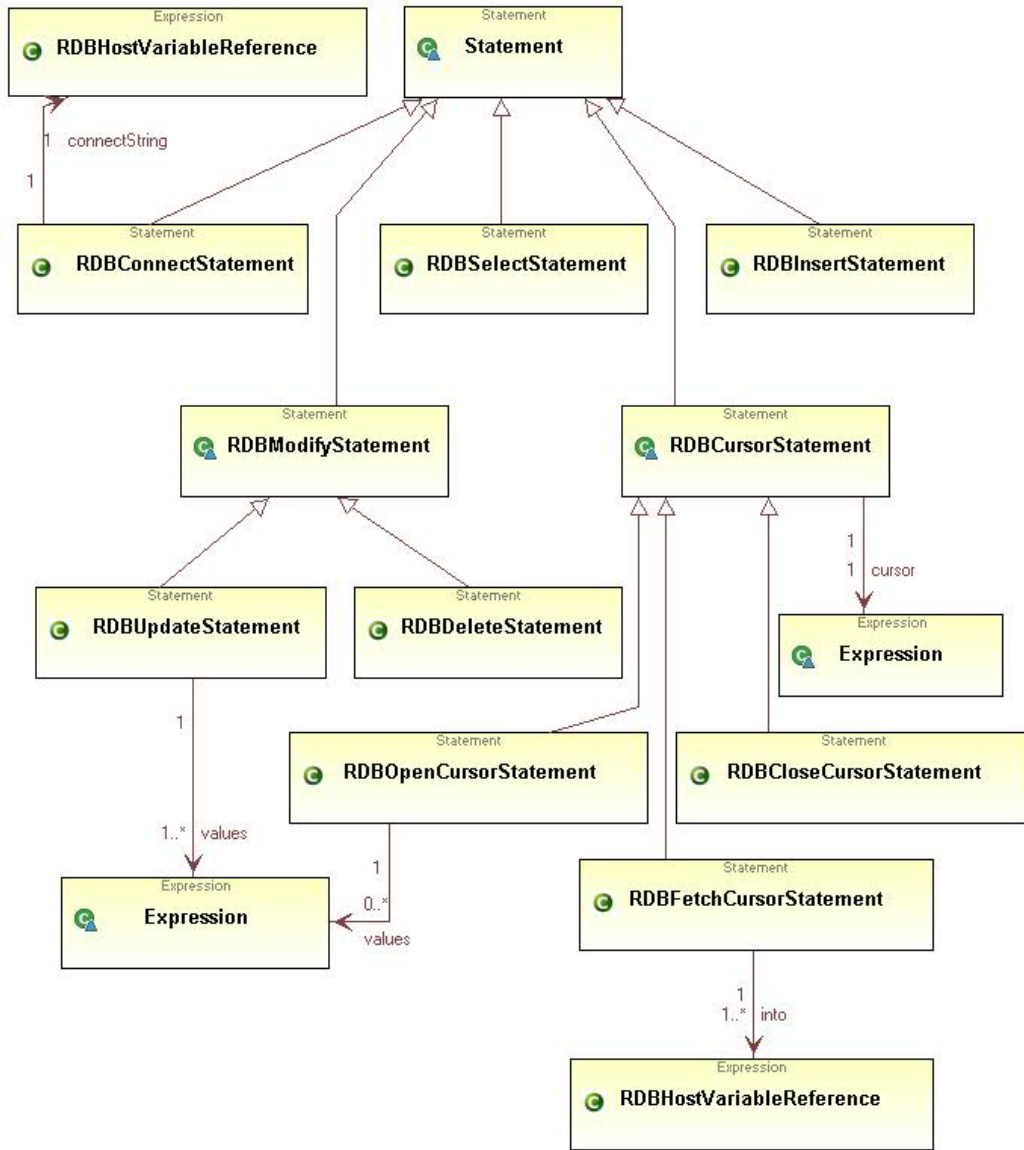 Expression
RDBHostVariableReference
Statement
Statement
1 connectString
1
Statement
RDBConnectStatement
Statement
RDBSelectStatement
Statement
RDBInsertStatement
Statement
RDBModifyStatement
Statement
RDBCursorStatement
1
1 cursor
Statement
RDBUpdateStatement
Statement
RDBDeleteStatement
Expression
Expression
1
Statement
RDBOpenCursorStatement
Statement
RDBCloseCursorStatement
1..* values
1
0..*
values
Expression
Expression
Statement
RDBFetchCursorStatement
1
1..* into
Expression
RDBHostVariableReference